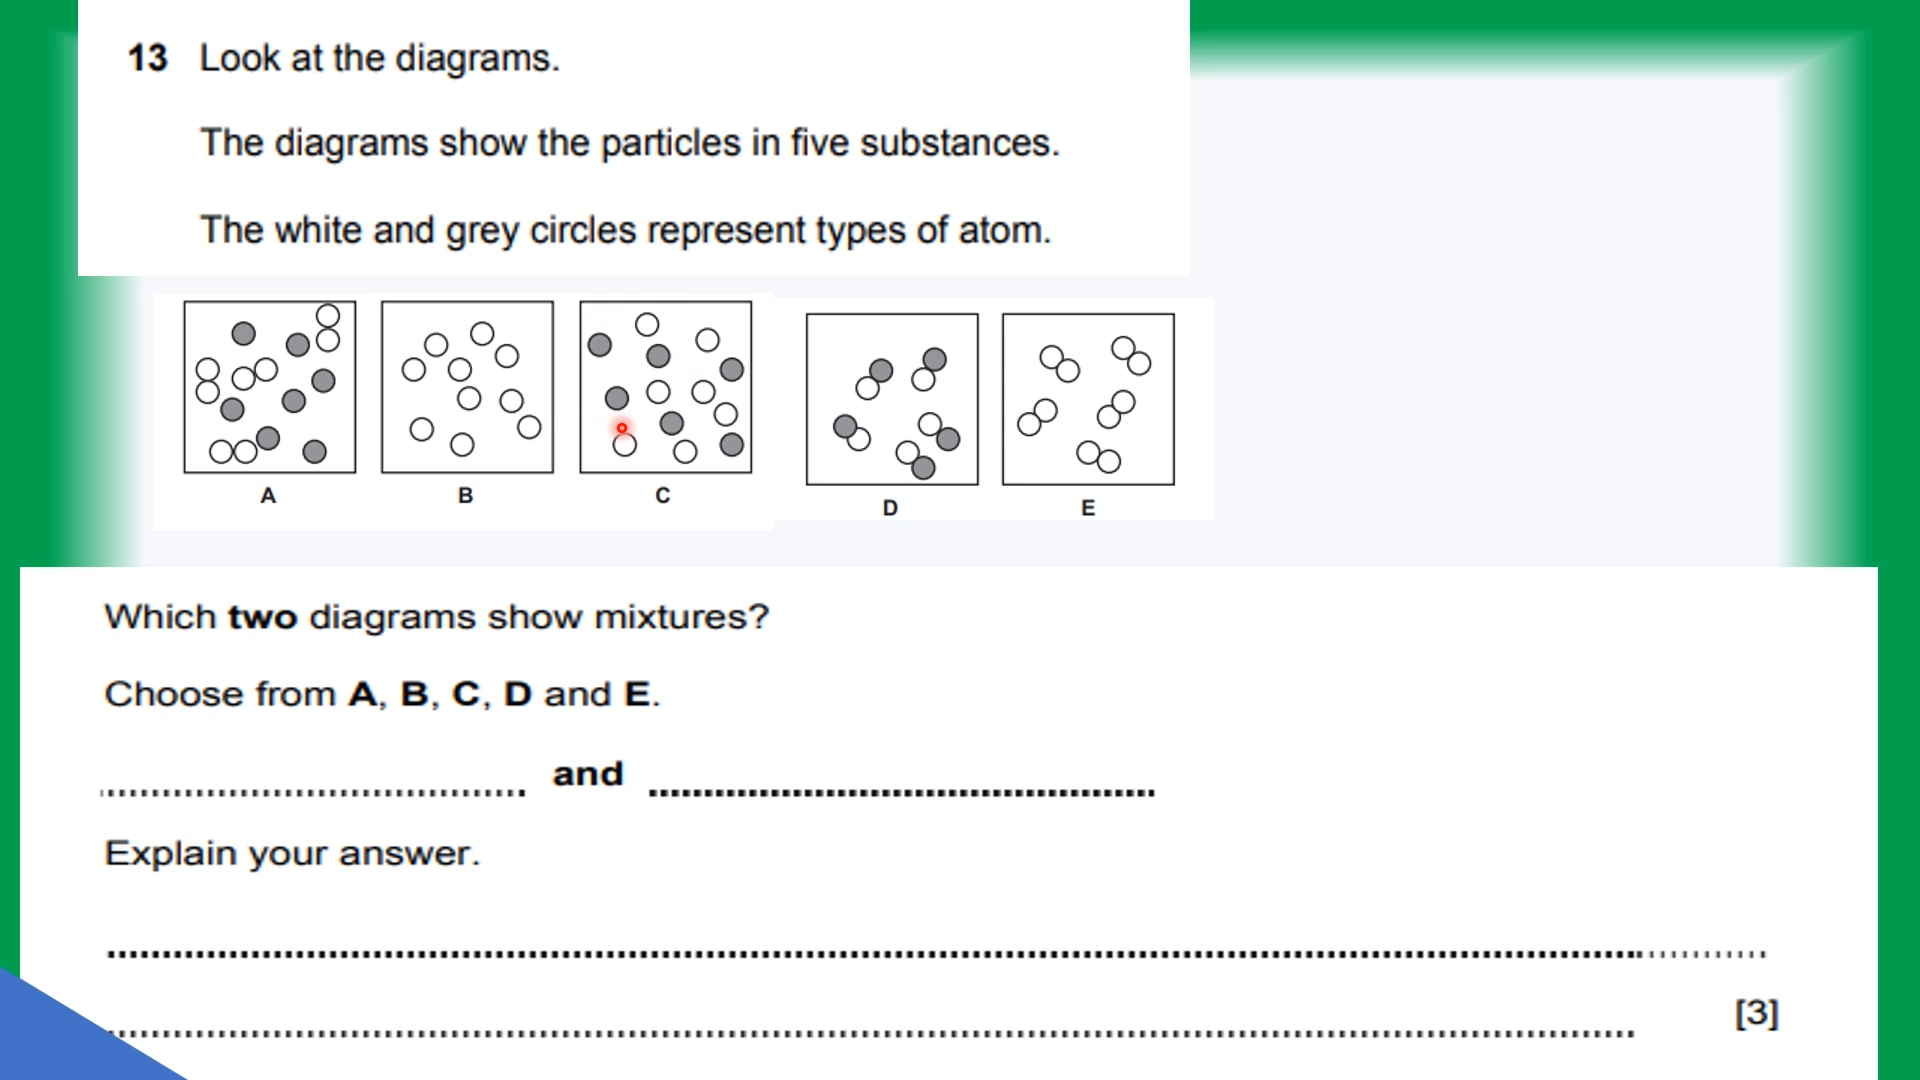 13 Look at the diagrams.
The diagrams show the particles in five substances.
The white and grey circles represent types of atom.
A B C D E
Which two diagrams show mixtures?
Choose from A, B, C, D and E.
and
Explain your answer.
[3]